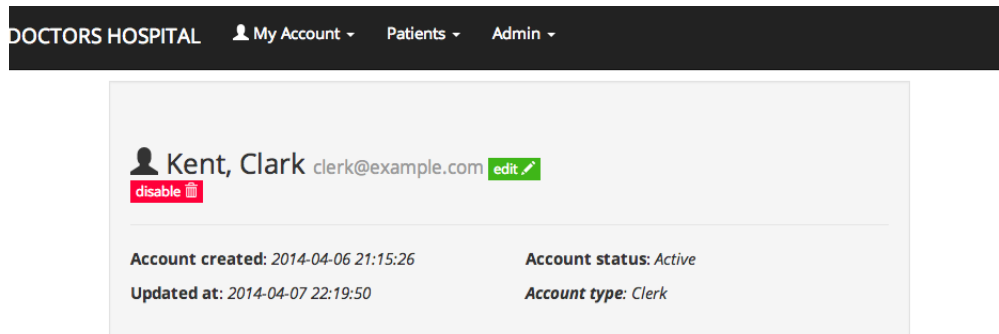 DOCTORS HOSPITAL My Account Patients Admin
Kent, Clark clerk@example.com edit
disable
Account created: 2014-04-06 21:15:26 Account status: Active
Updated at: 2014-04-07 22:19:50 Account type: Clerk